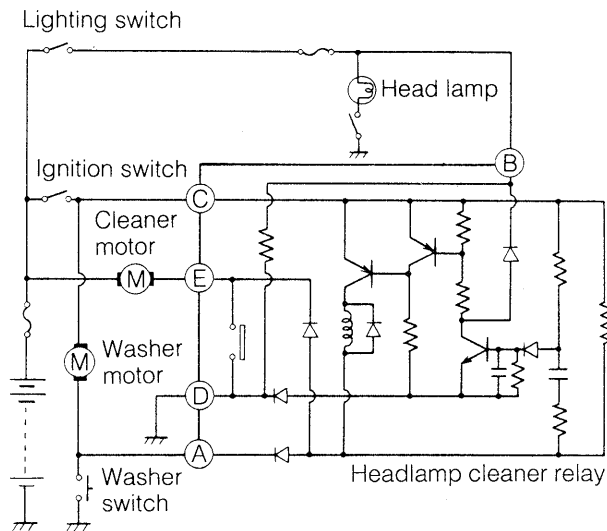 Lighting switch
Head lamp
B
Ignition switch
C
Cleaner
motor
M
E
M
Washer
motor
D
A
Washer
switch
Headlamp cleaner relay